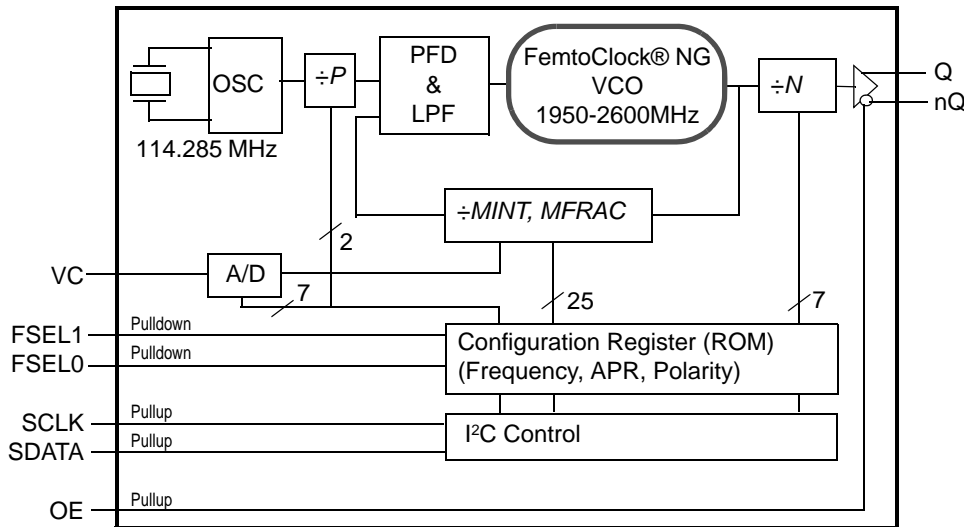 OSC
114.285 MHz
÷P
PFD
&
LPF
FemtoClock® NG
VCO
1950-2600MHz
÷N
Q
nQ
÷MINT, MFRAC
2
VC
A/D
7
25
7
FSEL1
Pulldown
FSEL0
Pulldown
Configuration Register (ROM)
(Frequency, APR, Polarity)
SCLK
Pullup
SDATA
Pullup
I²C Control
OE
Pullup